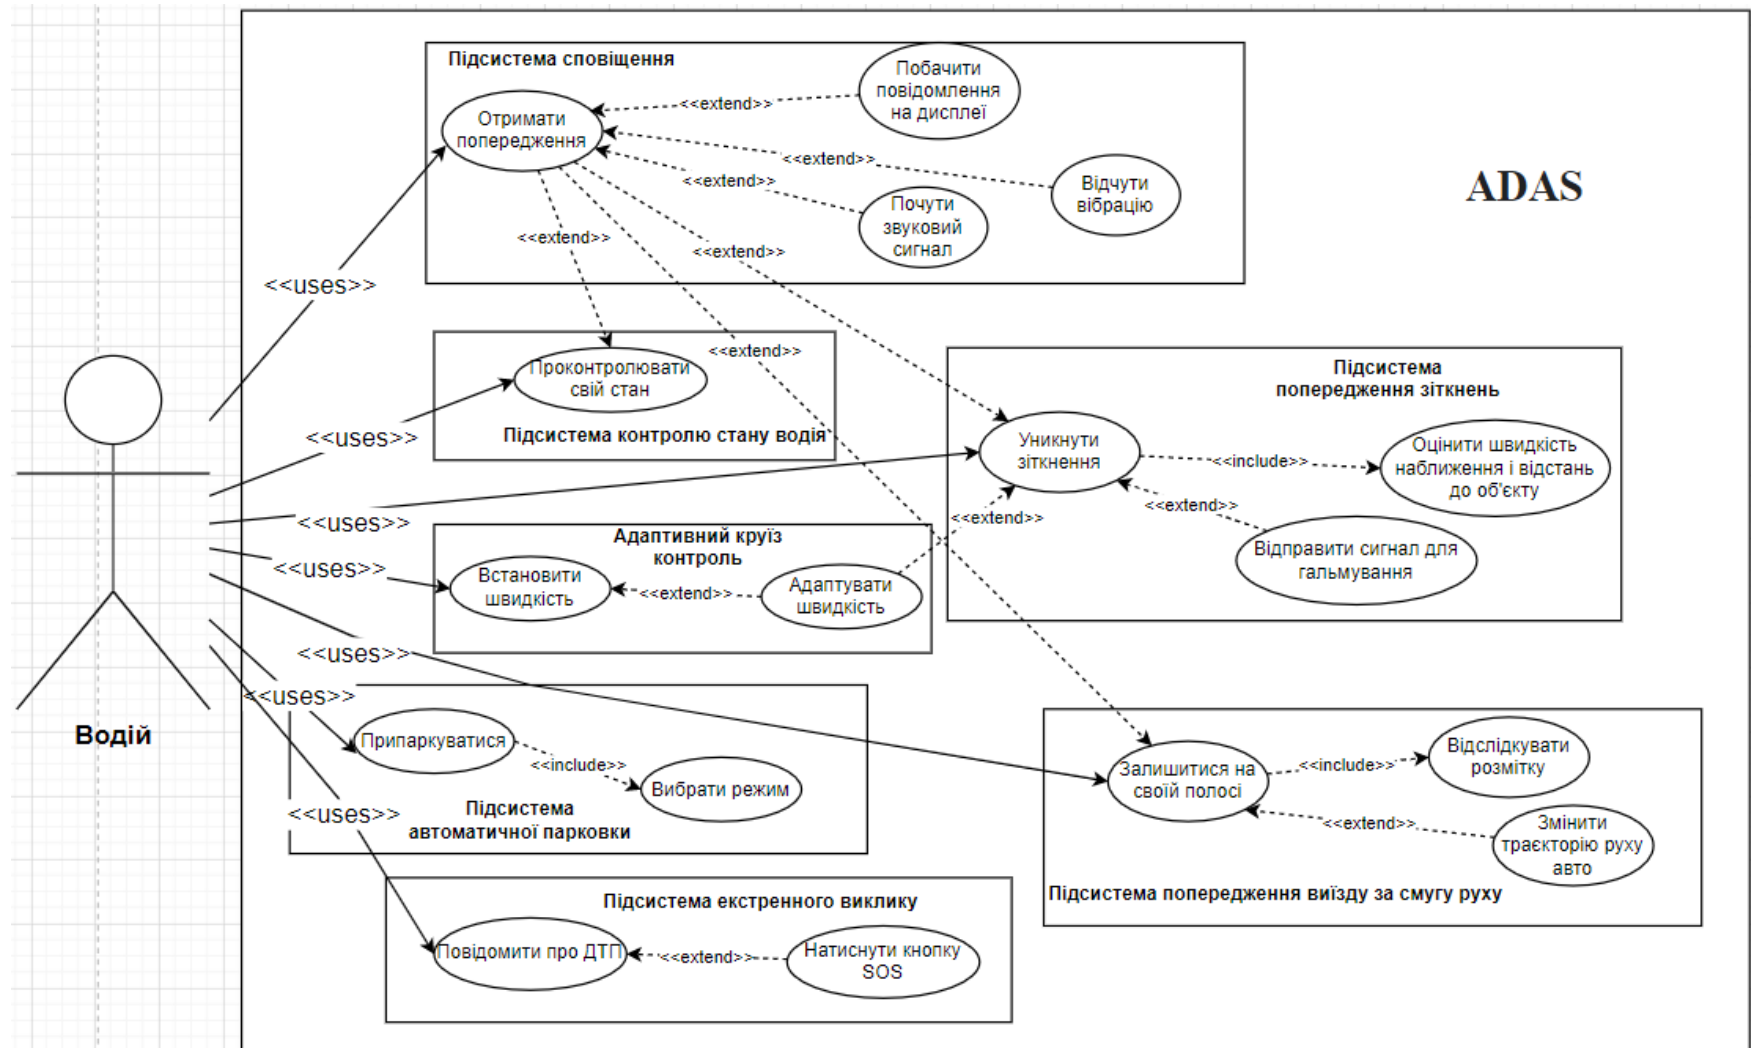 Підсистема сповіщення
Побачити
повідомлення
на дисплеї
<<extend>>
Отримати
попередження
<<extend>>
<<extend>>
Відчути
вібрацію
ADAS
Почути
звуковий
сигнал
<<extend>>
<<extend>>
<<uses>>
<<extend>>
Проконтролювати
свій стан
Підсистема контролю стану водія
<<uses>>
Підсистема
попередження зіткнень
Уникнути
зіткнення
<<include>>
Оцінити швидкість
наближення і відстань
до об'єкту
<<extend>>
Відправити сигнал для
гальмування
<<uses>>
<<extend>>
Адаптивний круїз
контроль
<<uses>>
Встановити
швидкість
<<extend>>
Адаптувати
швидкість
<<uses>>
<<uses>>
Водій
Припаркуватися
<<include>>
Вибрати режим
Підсистема
автоматичної парковки
Залишитися на
своїй полосі
<<include>>
Відслідкувати
розмітку
<<extend>>
Змінити
траєкторію руху
авто
Підсистема попередження виїзду за смугу руху
<<uses>>
Підсистема екстренного виклику
Повідомити про ДТП
<<extend>>
Натиснути кнопку
SOS